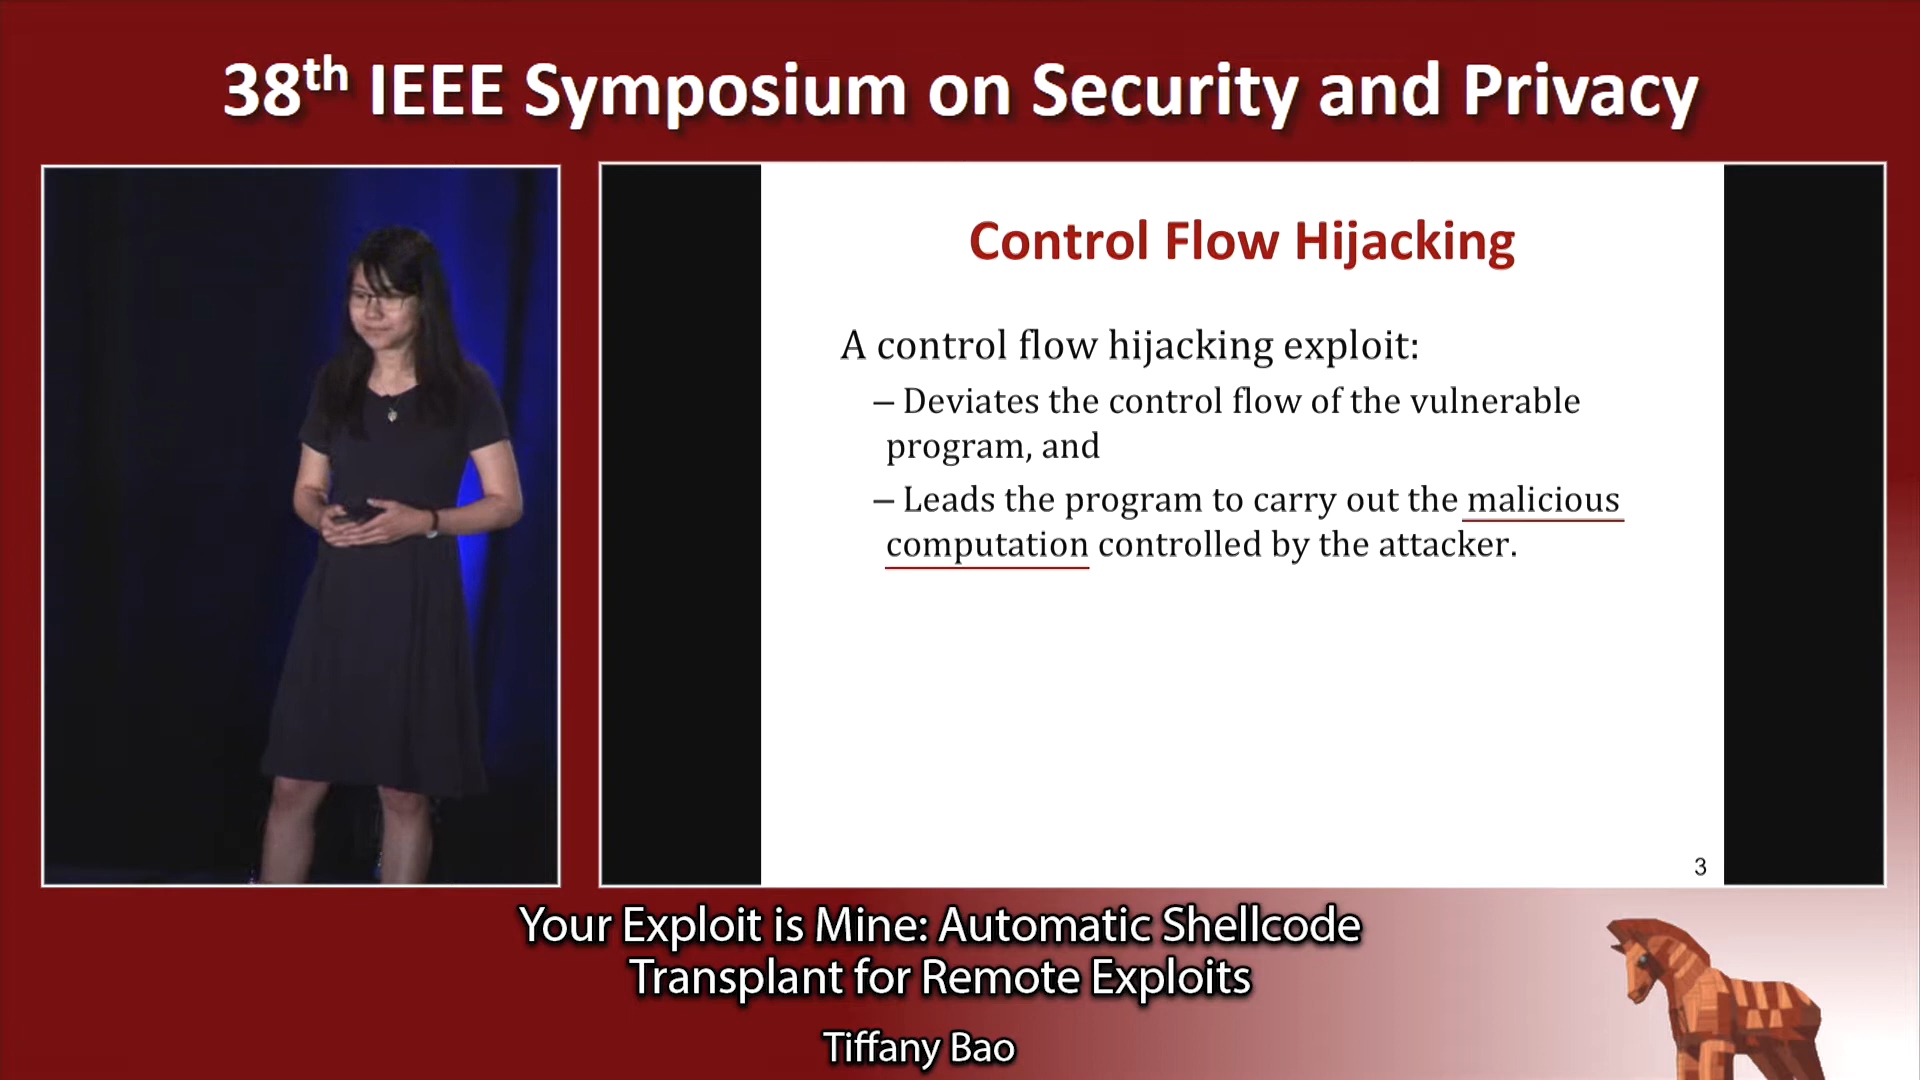 38th IEEE Symposium on Security and Privacy
Control Flow Hijacking
A control flow hijacking exploit:
– Deviates the control flow of the vulnerable
program, and
– Leads the program to carry out the malicious
computation controlled by the attacker.
3
Your Exploit is Mine: Automatic Shellcode
Transplant for Remote Exploits
Tiffany Bao